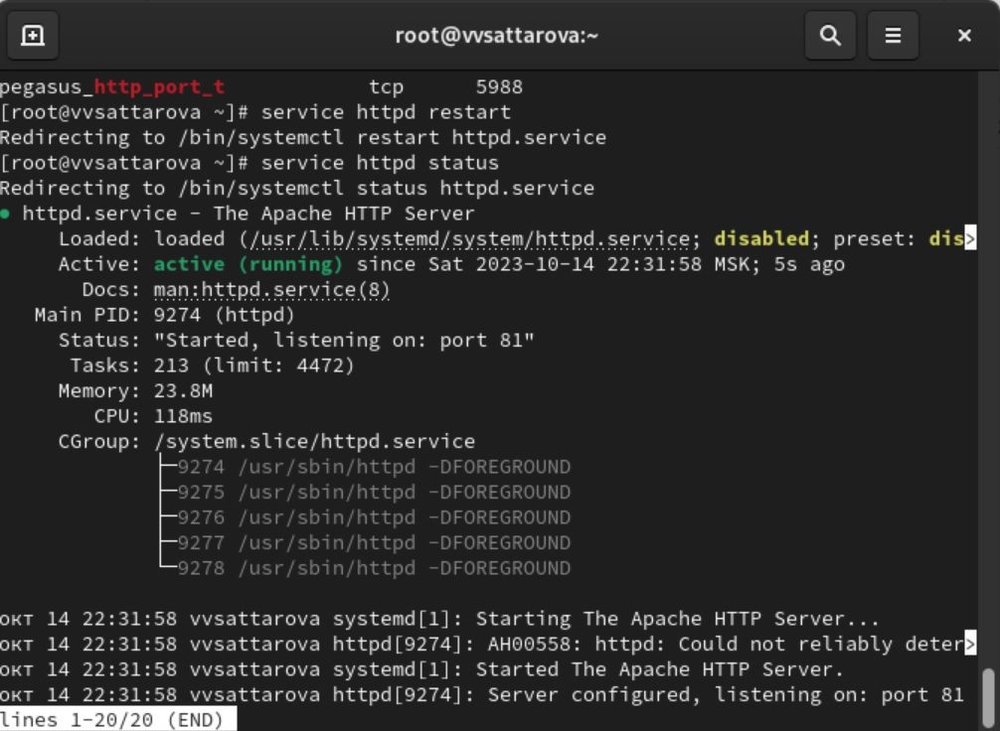 root@vvsattarova:~
pegasus_http_port_t            tcp      5988
[root@vvsattarova ~]# service httpd restart
Redirecting to /bin/systemctl restart httpd.service
[root@vvsattarova ~]# service httpd status
Redirecting to /bin/systemctl status httpd.service
● httpd.service - The Apache HTTP Server
     Loaded: loaded (/usr/lib/systemd/system/httpd.service; disabled; preset: dis>
     Active: active (running) since Sat 2023-10-14 22:31:58 MSK; 5s ago
       Docs: man:httpd.service(8)
   Main PID: 9274 (httpd)
     Status: "Started, listening on: port 81"
      Tasks: 213 (limit: 4472)
     Memory: 23.8M
        CPU: 118ms
     CGroup: /system.slice/httpd.service
             ├─9274 /usr/sbin/httpd -DFOREGROUND
             ├─9275 /usr/sbin/httpd -DFOREGROUND
             ├─9276 /usr/sbin/httpd -DFOREGROUND
             ├─9277 /usr/sbin/httpd -DFOREGROUND
             └─9278 /usr/sbin/httpd -DFOREGROUND
окт 14 22:31:58 vvsattarova systemd[1]: Starting The Apache HTTP Server...
окт 14 22:31:58 vvsattarova httpd[9274]: AH00558: httpd: Could not reliably deter>
окт 14 22:31:58 vvsattarova systemd[1]: Started The Apache HTTP Server.
окт 14 22:31:58 vvsattarova httpd[9274]: Server configured, listening on: port 81
lines 1-20/20 (END)